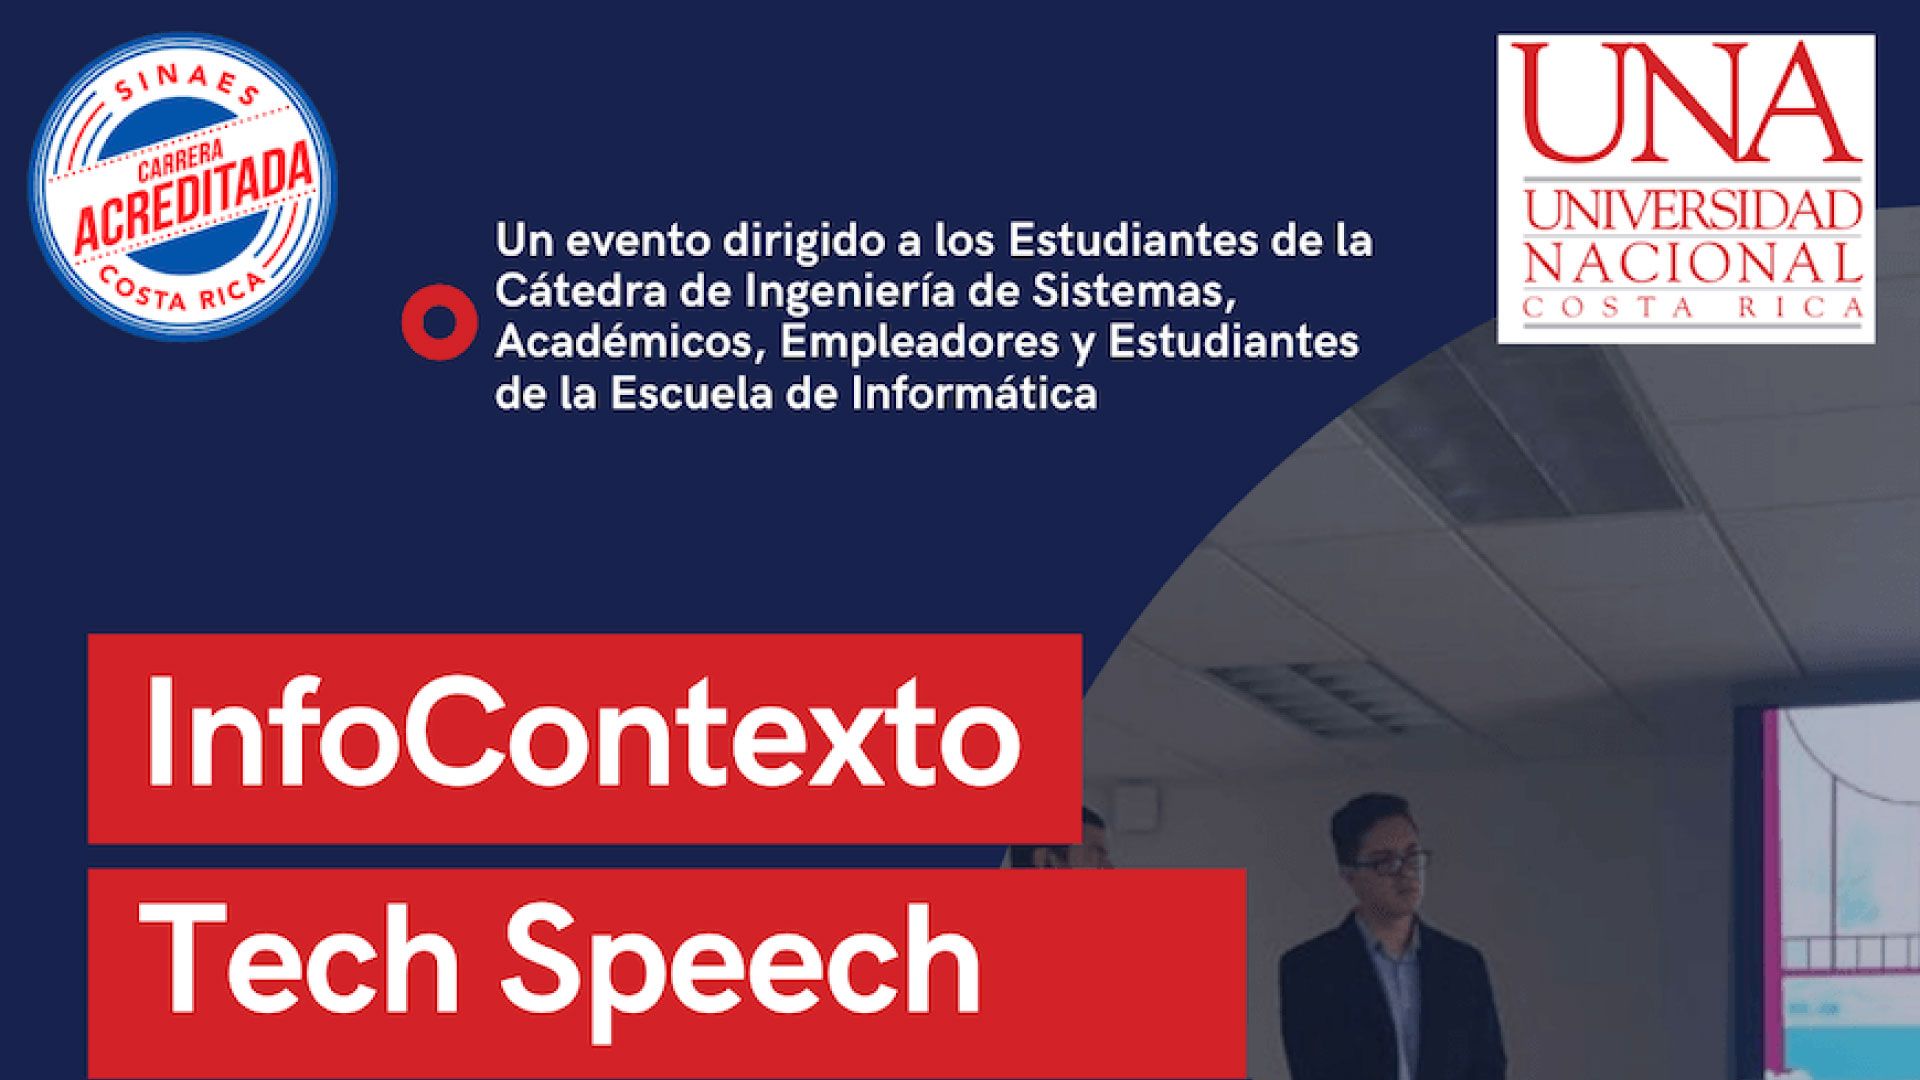 SINAES
CARRERA
ACREDITADA
COSTA RICA
UNA
UNIVERSIDAD
NACIONAL
COSTA RICA
Un evento dirigido a los Estudiantes de la
Cátedra de Ingeniería de Sistemas,
Académicos, Empleadores y Estudiantes
de la Escuela de Informática
InfoContexto
Tech Speech